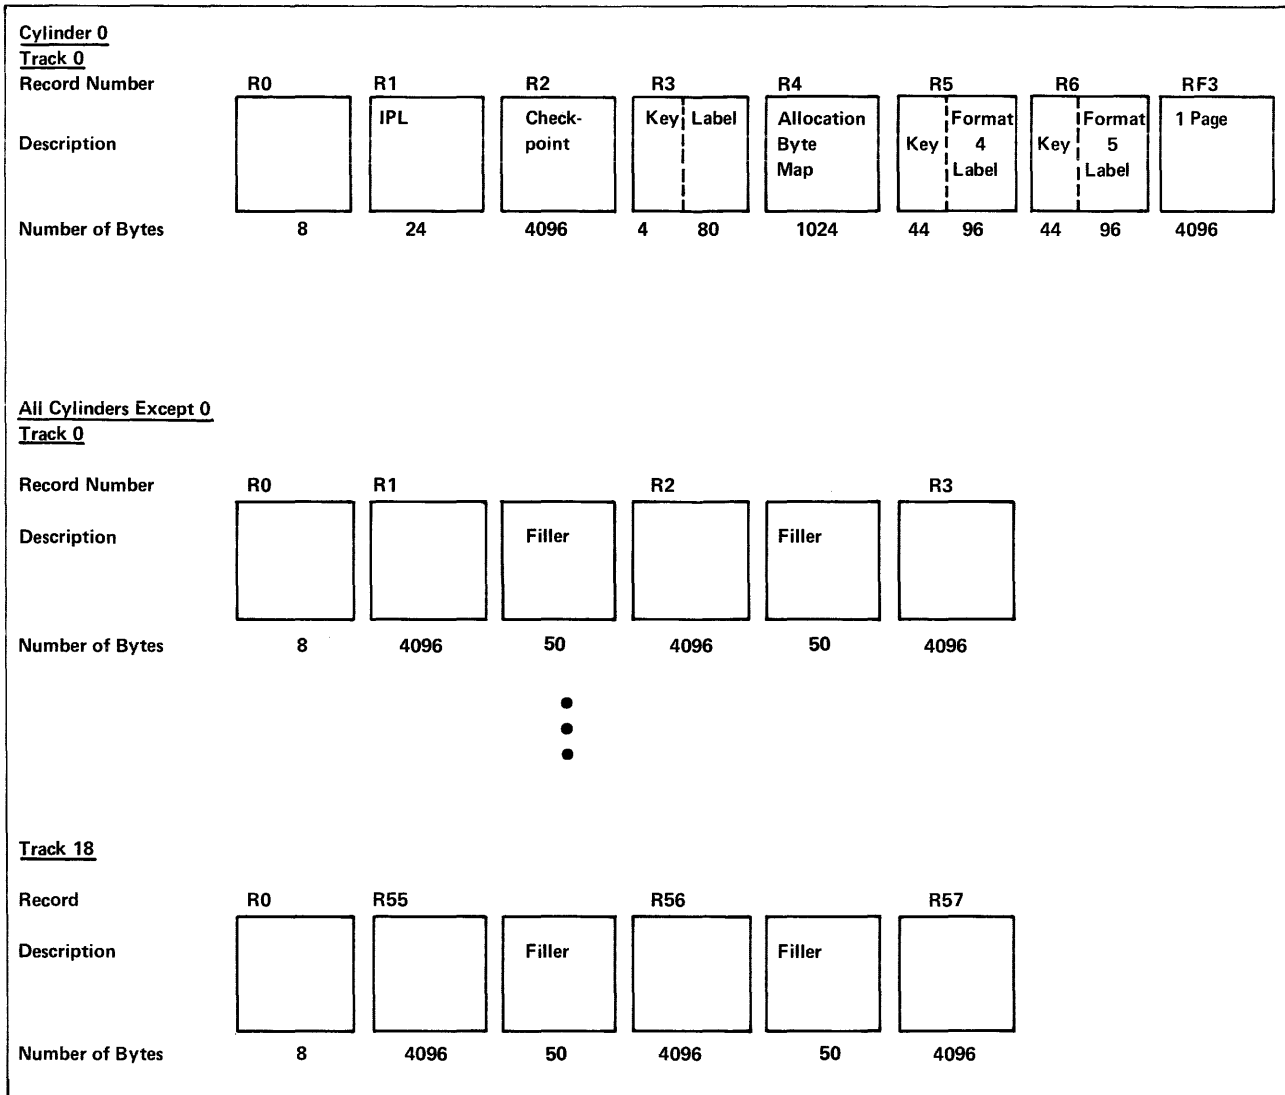 Cylinder 0
Track 0
Record Number R0 R1 R2 R3 R4 R5 R6 RF3
IPL Check- Key Label Allocation Format Format 1 Page
Description point Byte Key 4 Key 5
Map Label Label
Number of Bytes 8 24 4096 4 80 1024 44 96 44 96 4096
All Cylinders Except 0
Track 0
Record Number R0 R1 R2 R3
Description Filler Filler
Number of Bytes 8 4096 50 4096 50 4096
Track 18
Record R0 R55 R56 R57
Description Filler Filler
Number of Bytes 8 4096 50 4096 50 4096